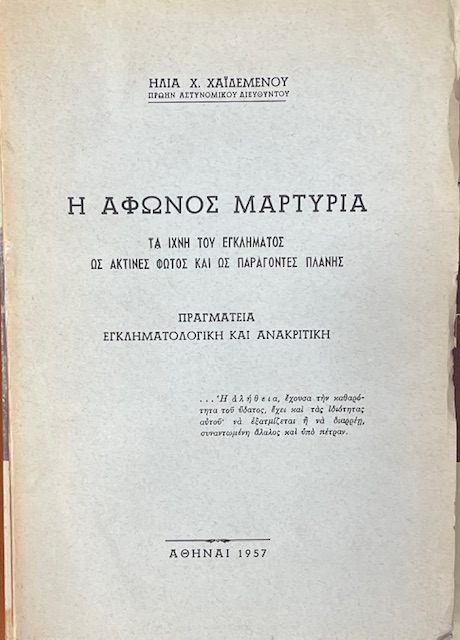 ΗΛΙΑ Χ. ΧΑΪΔΕΜΕΝΟΥ
ΠΡΩΗΝ ΑΣΤΥΝΟΜΙΚΟΥ ΔΙΕΥΘΥΝΤΟΥ
Η ΑΦΩΝΟΣ ΜΑΡΤΥΡΙΑ
ΤΑ ΙΧΝΗ ΤΟΥ ΕΓΚΛΗΜΑΤΟΣ
ΩΣ ΑΚΤΙΝΕΣ ΦΩΤΟΣ ΚΑΙ ΩΣ ΠΑΡΑΓΟΝΤΕΣ ΠΛΑΝΗΣ
ΠΡΑΓΜΑΤΕΙΑ
ΕΓΚΛΗΜΑΤΟΛΟΓΙΚΗ ΚΑΙ ΑΝΑΚΡΙΤΙΚΗ
...Ἡ ἀλήθεια, ἔχουσα τὴν καθαρό-
τητα τοῦ ὕδατος, ἔχει καὶ τὰς ἰδιότητας
αὐτοῦ· νὰ ἐξατμίζεται ἢ νὰ διαρρέῃ,
συναντωμένη ἄλαλος καὶ ὑπὸ πέτραν.
ΑΘΗΝΑΙ 1957